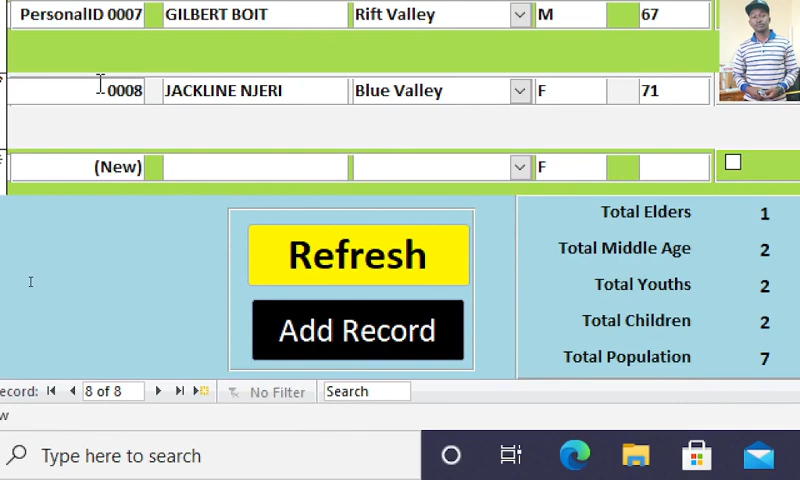 PersonalID 0007 GILBERT BOIT Rift Valley M 67
0008 JACKLINE NJERI Blue Valley F 71
(New) F
Refresh
Add Record
Total Elders 1
Total Middle Age 2
Total Youths 2
Total Children 2
Total Population 7
ecord: 8 of 8 No Filter Search
w
Type here to search